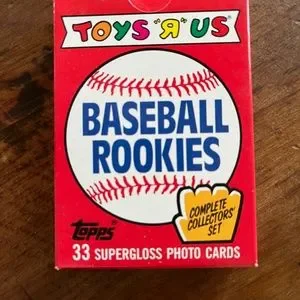 TOYS "Я" US
BASEBALL
ROOKIES
COMPLETE
COLLECTORS'
SET
Topps
33 SUPERGLOSS PHOTO CARDS